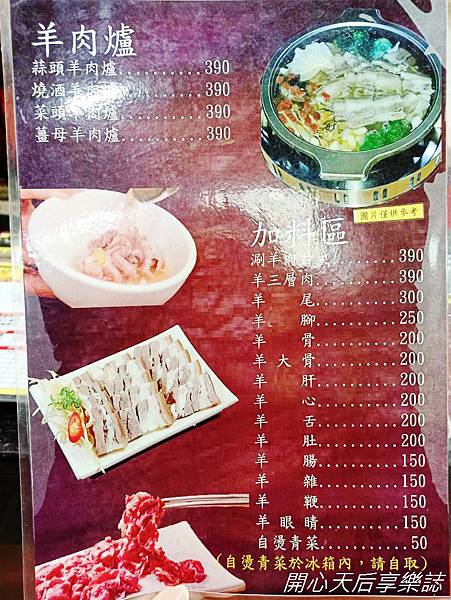 羊肉爐
蒜頭羊肉爐..........390
燒酒羊肉爐..........390
菜頭羊肉爐..........390
薑母羊肉爐..........390
圖片僅供參考
加料區
涮羊肉片..........390
羊三層肉..........390
羊尾..........300
羊腳..........250
羊骨..........200
羊大骨..........200
羊肝..........200
羊心..........200
羊舌..........200
羊肚..........200
羊腸..........150
羊雜..........150
羊鞭..........150
羊眼睛..........150
自燙青菜..........50
(自燙青菜於冰箱內，請自取)
開心天后享樂誌